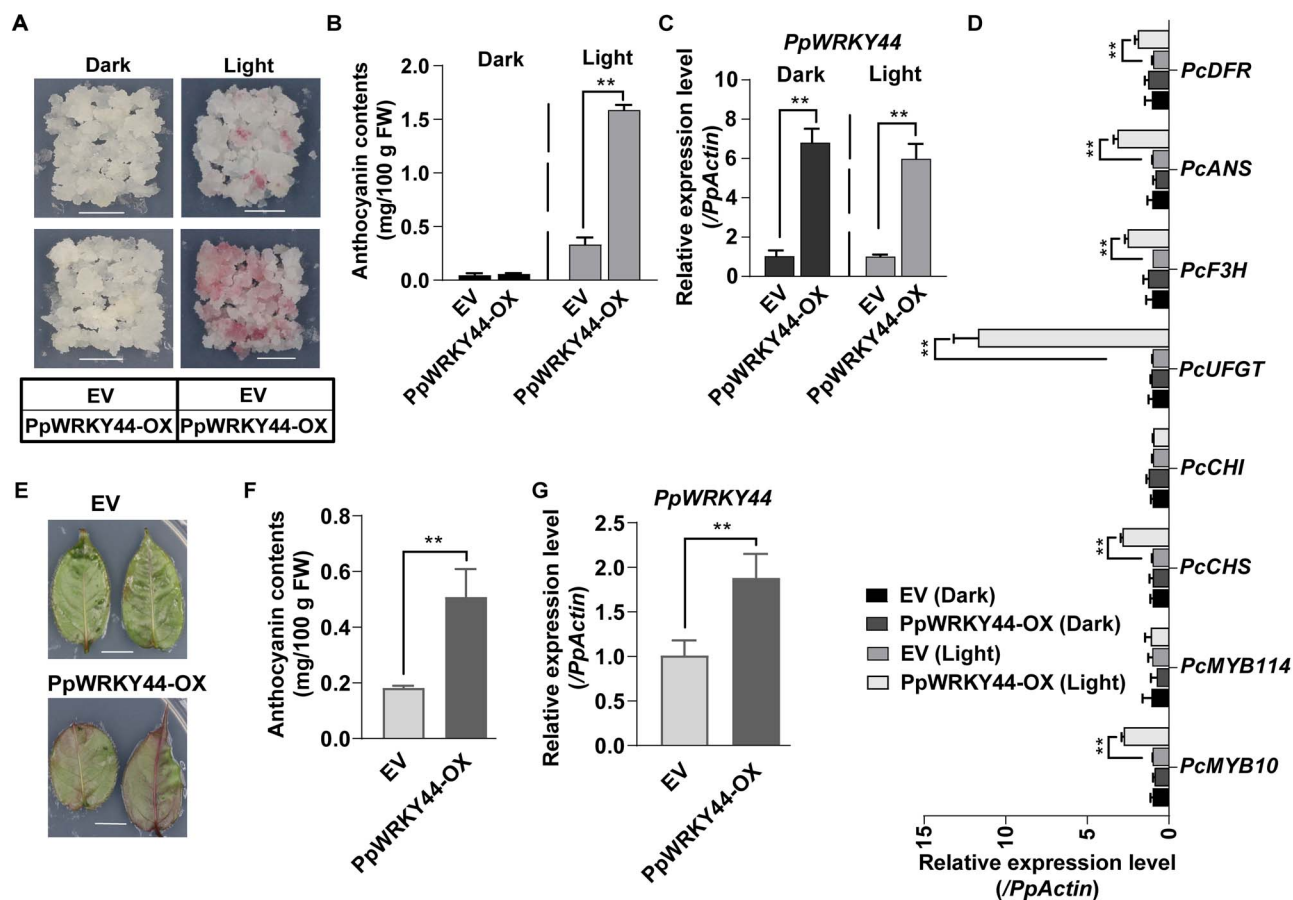 A
Dark
Light
EV
EV
PpWRKY44-OX
PpWRKY44-OX
B
Dark
Light
**
Anthocyanin contents
(mg/100 g FW)
2.0
1.5
1.0
0.5
0.0
EV
PpWRKY44-OX
EV
PpWRKY44-OX
C
PpWRKY44
Dark
Light
**
**
Relative expression level
(/PpActin)
10
8
6
4
2
0
EV
PpWRKY44-OX
EV
PpWRKY44-OX
D
**
PcDFR
**
PcANS
**
PcF3H
**
PcUFGT
PcCHI
**
PcCHS
PcMYB114
**
PcMYB10
EV (Dark)
PpWRKY44-OX (Dark)
EV (Light)
PpWRKY44-OX (Light)
15
10
5
0
Relative expression level
(/PpActin)
E
EV
PpWRKY44-OX
F
**
Anthocyanin contents
(mg/100 g FW)
0.8
0.6
0.4
0.2
0.0
EV
PpWRKY44-OX
G
PpWRKY44
**
Relative expression level
(/PpActin)
2.5
2.0
1.5
1.0
0.5
0.0
EV
PpWRKY44-OX